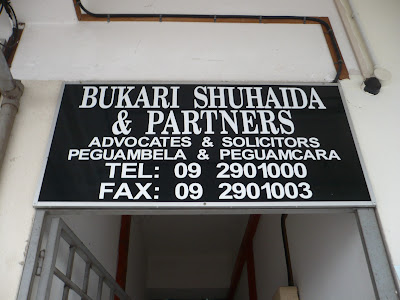 BUKARI SHUHAIDA
& PARTNERS
ADVOCATES & SOLICITORS
PEGUAMBELA & PEGUAMCARA
TEL: 09 2901000
FAX: 09 2901003